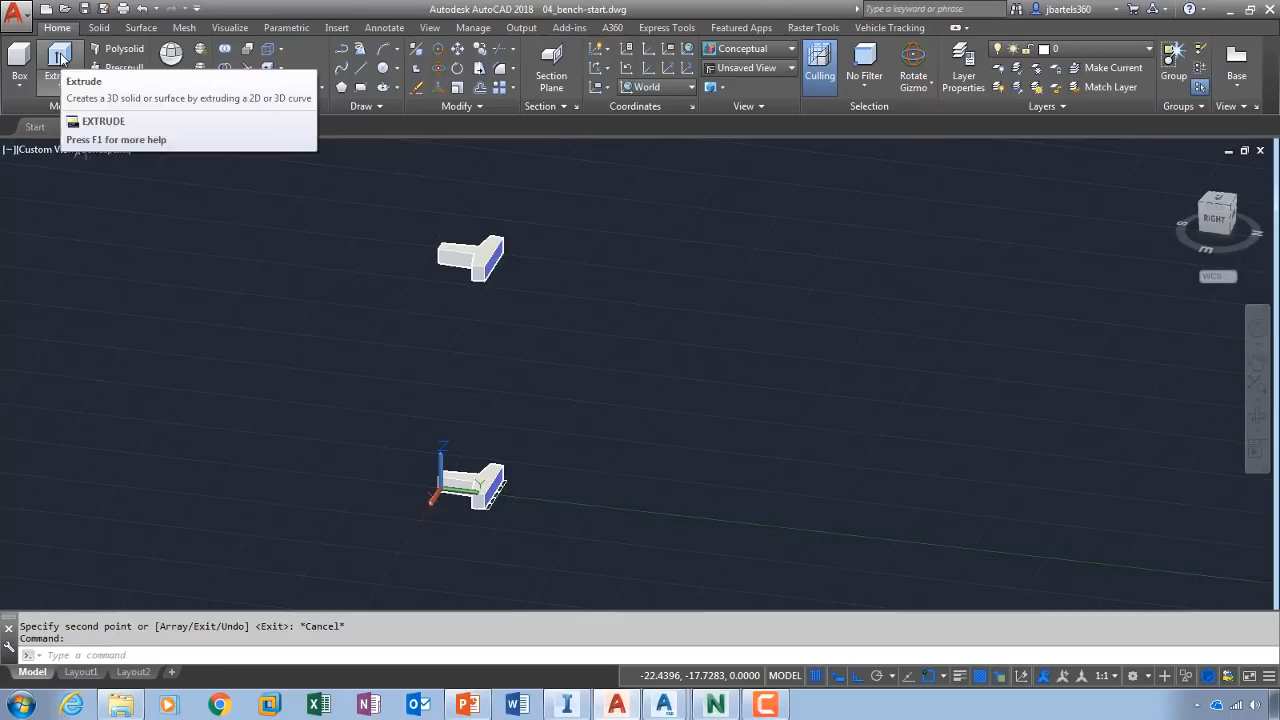 Autodesk AutoCAD 2018   04_bench-start.dwg
Type a keyword or phrase
jbartels360
Home
Solid
Surface
Mesh
Visualize
Parametric
Insert
Annotate
View
Manage
Output
Add-ins
A360
Express Tools
Featured Apps
Raster Tools
Vehicle Tracking
Box
Polysolid
Section
Plane
Conceptual
Unsaved View
World
Culling
No Filter
Rotate
Gizmo
Layer
Properties
0
Make Current
Match Layer
Group
Base
Draw
Modify
Section
Coordinates
View
Selection
Layers
Groups
View
Extrude
Creates a 3D solid or surface by extruding a 2D or 3D curve
EXTRUDE
Press F1 for more help
Start
[−][Custom View]
RIGHT
WCS
Z
Y
Specify second point or [Array/Exit/Undo] <Exit>: *Cancel*
Command:
Type a command
Model
Layout1
Layout2
-22.4396, -17.7283, 0.0000
MODEL
1:1